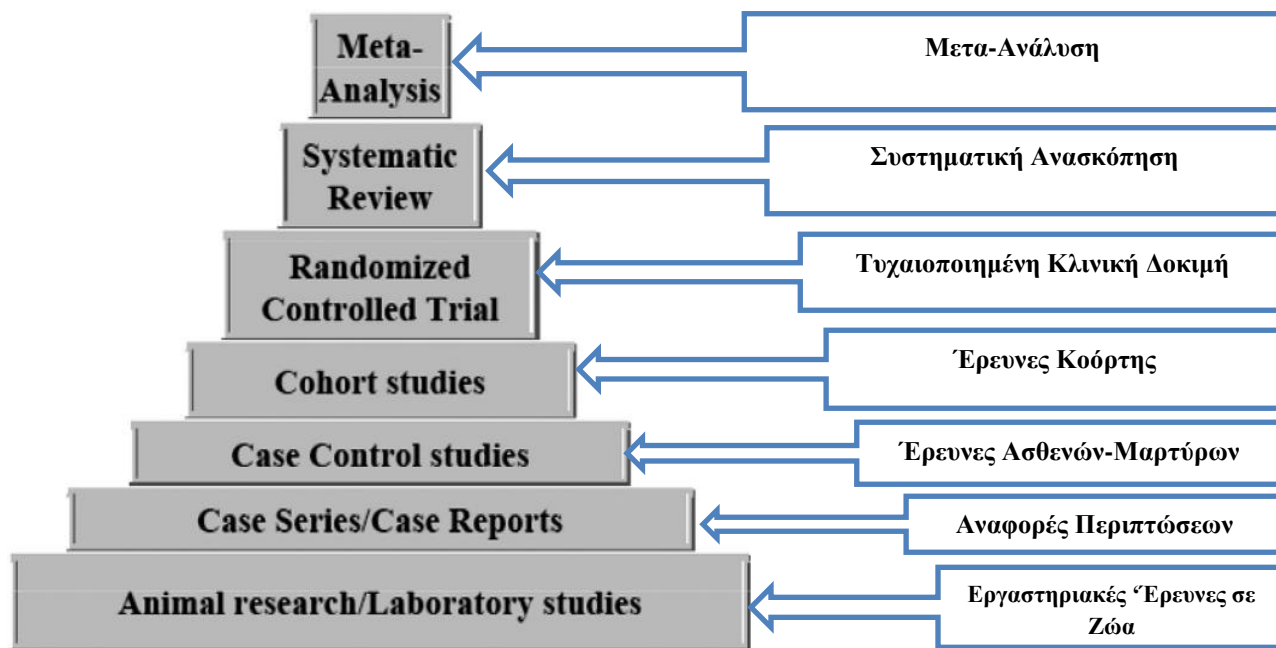 Meta-
Analysis
Μετα-Ανάλυση
Systematic
Review
Συστηματική Ανασκόπηση
Randomized
Controlled Trial
Τυχαιοποιημένη Κλινική Δοκιμή
Cohort studies
Έρευνες Κοόρτης
Case Control studies
Έρευνες Ασθενών-Μαρτύρων
Case Series/Case Reports
Αναφορές Περιπτώσεων
Animal research/Laboratory studies
Εργαστηριακές ‘Έρευνες σε
Ζώα